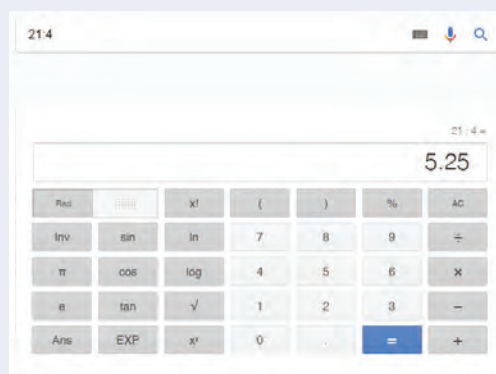 21:4
21 : 4 =
5.25
Rad x! ( ) % AC
Inv sin ln 7 8 9 ÷
π cos log 4 5 6 ×
e tan √ 1 2 3 −
Ans EXP xʸ 0 . = +